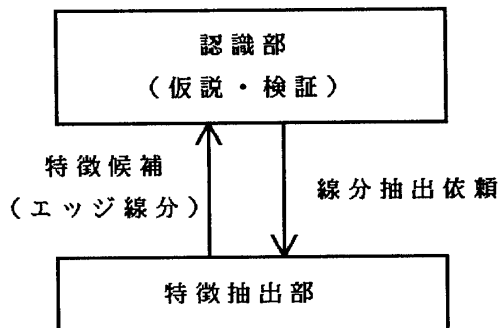 認識部
（仮説・検証）
特徴候補
（エッジ線分）
線分抽出依頼
特徴抽出部